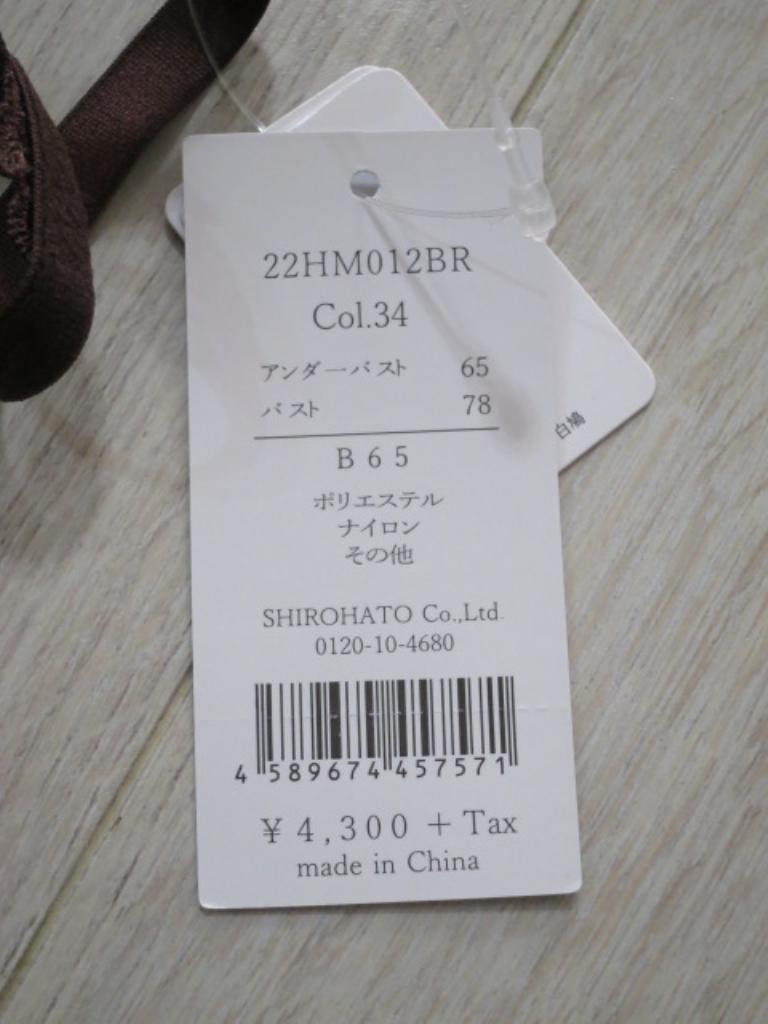 22HM012BR
Col.34
アンダーバスト 65
バスト 78
B 6 5
ポリエステル
ナイロン
その他
SHIROHATO Co.,Ltd.
0120-10-4680
4 589674 457571
¥ 4,300 + Tax
made in China
白鳩